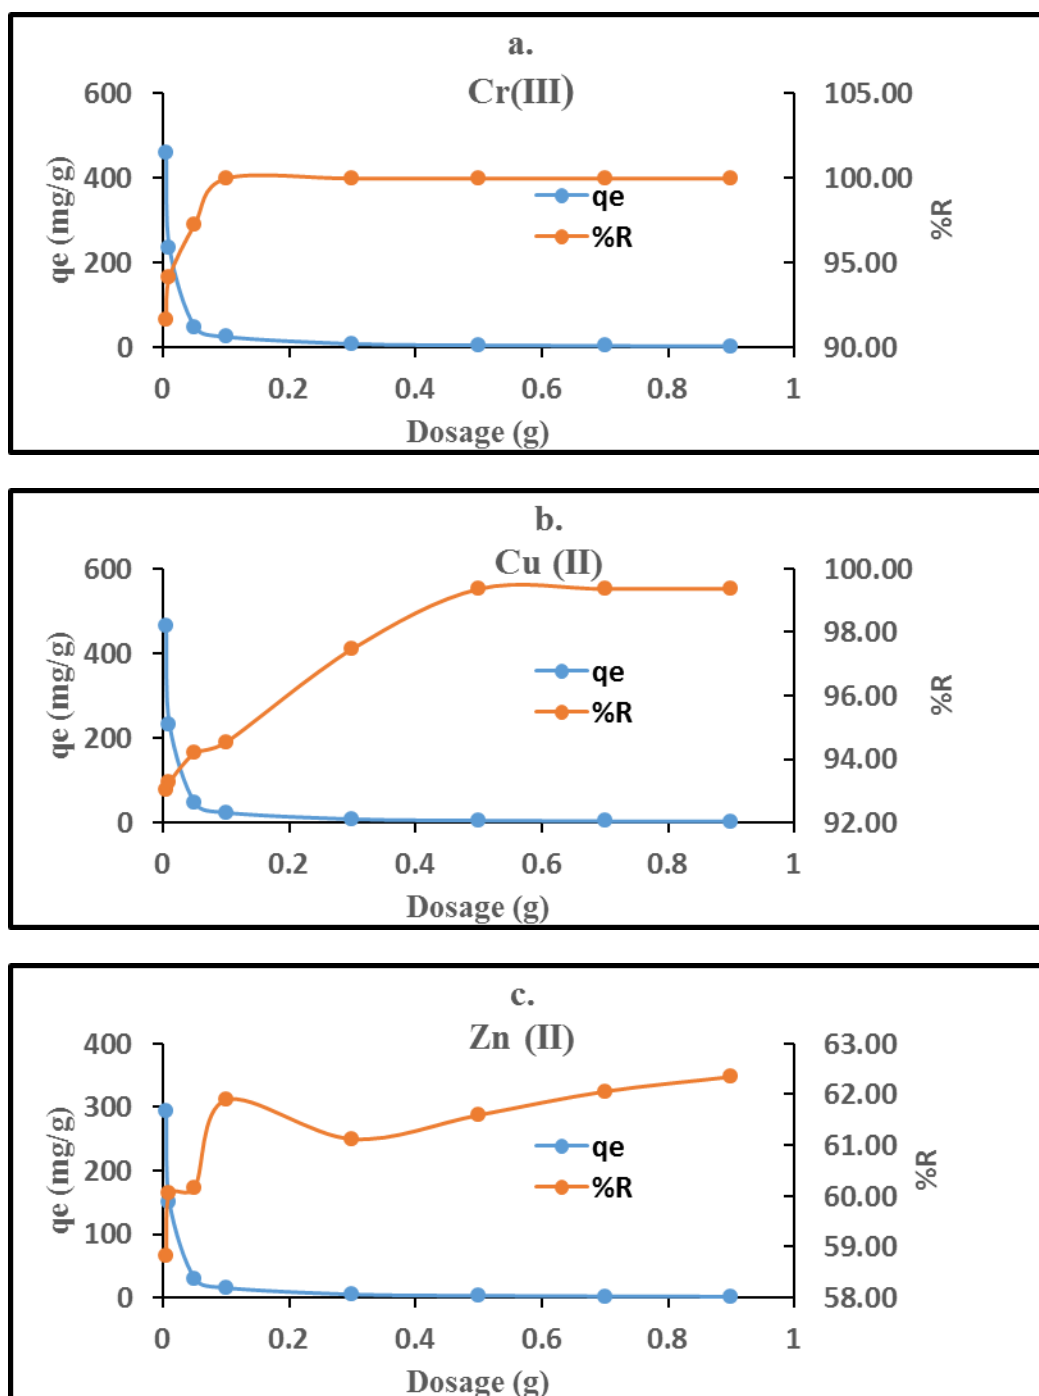 a.
Cr(III)
600 105.00
400 100.00
200 95.00
0 90.00
qe (mg/g)
%R
qe
%R
0 0.2 0.4 0.6 0.8 1
Dosage (g)
b.
Cu (II)
600 100.00
98.00
400
96.00
200
94.00
0 92.00
qe (mg/g)
%R
qe
%R
0 0.2 0.4 0.6 0.8 1
Dosage (g)
c.
Zn (II)
400 63.00
62.00
300
61.00
200
60.00
100
59.00
0 58.00
qe (mg/g)
%R
qe
%R
0 0.2 0.4 0.6 0.8 1
Dosage (g)